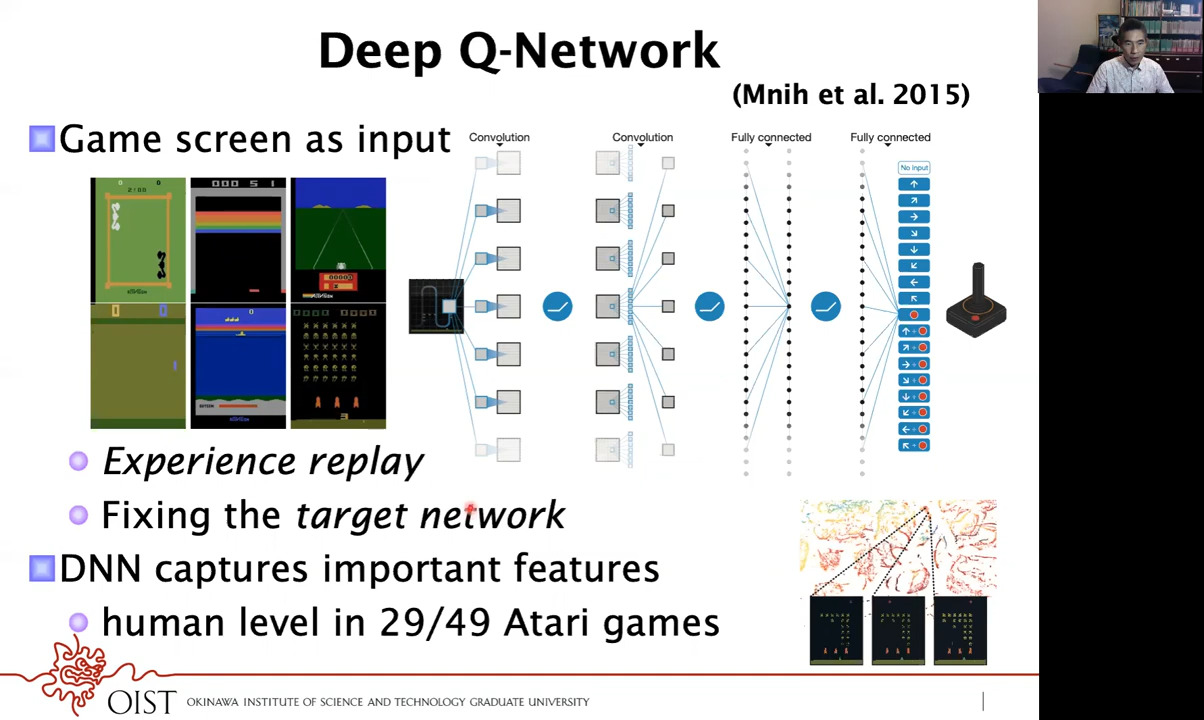 Deep Q-Network
(Mnih et al. 2015)
Game screen as input
Convolution
Convolution
Fully connected
Fully connected
No input
Experience replay
Fixing the target network
DNN captures important features
human level in 29/49 Atari games
OIST OKINAWA INSTITUTE OF SCIENCE AND TECHNOLOGY GRADUATE UNIVERSITY